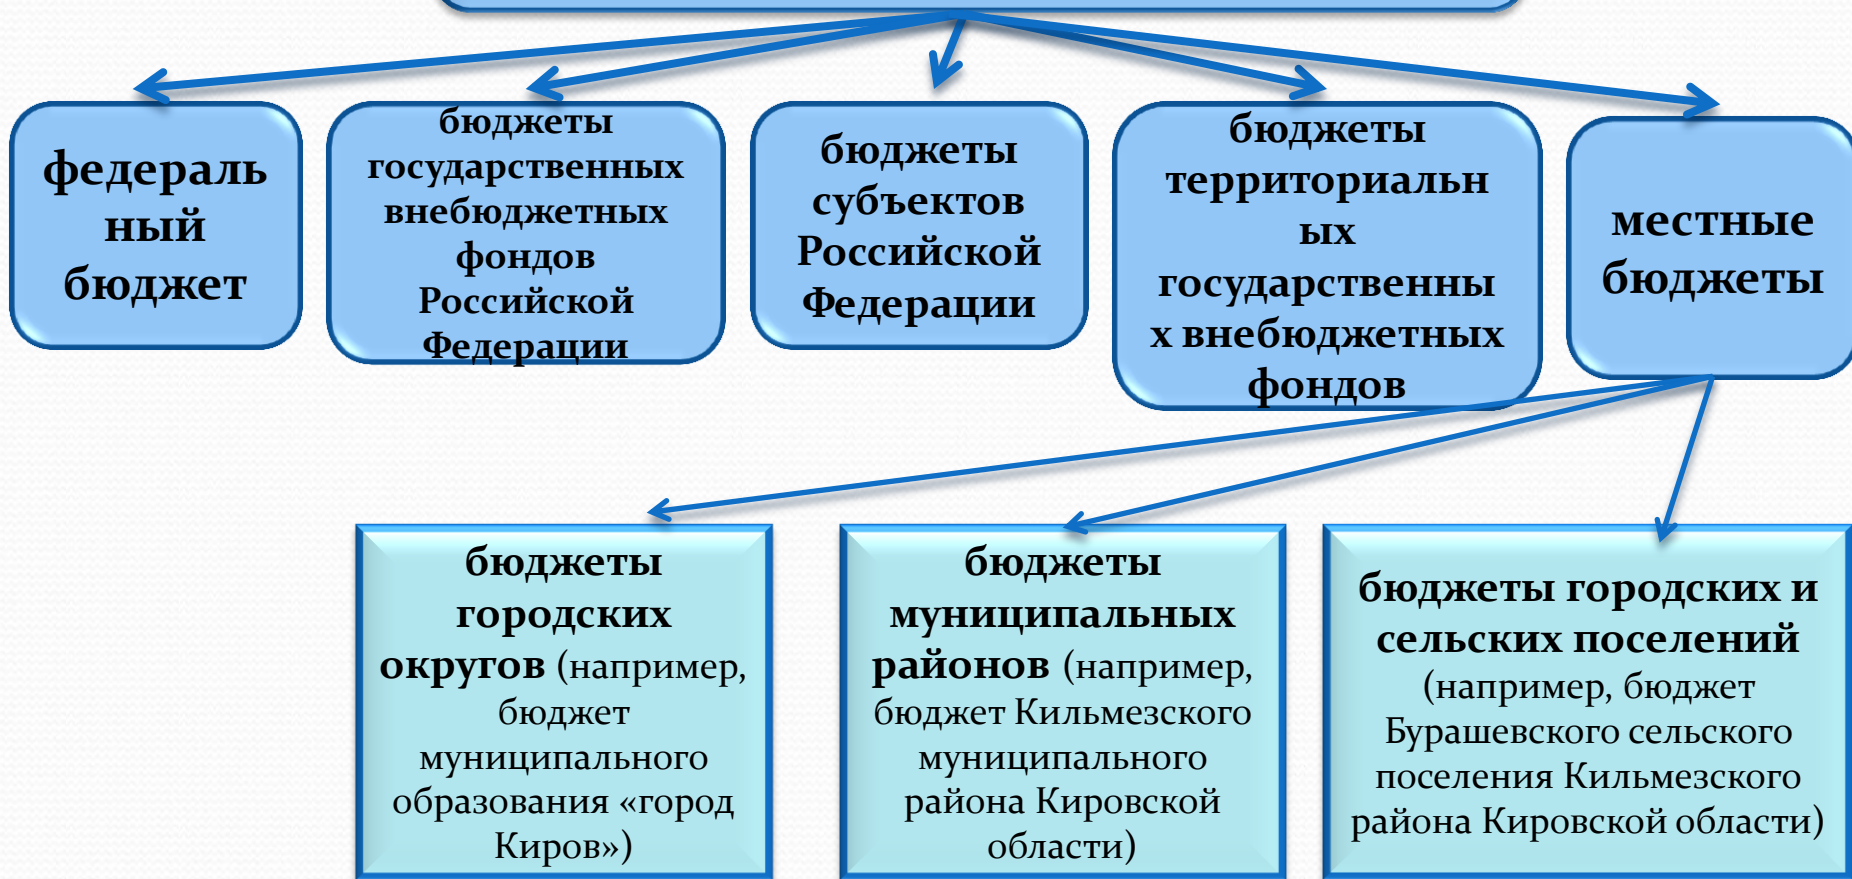 федераль
ный
бюджет
бюджеты
государственных
внебюджетных
фондов
Российской
Федерации
бюджеты
субъектов
Российской
Федерации
бюджеты
территориальн
ых
государственны
х внебюджетных
фондов
местные
бюджеты
бюджеты
городских
округов (например,
бюджет
муниципального
образования «город
Киров»)
бюджеты
муниципальных
районов (например,
бюджет Кильмезского
муниципального
района Кировской
области)
бюджеты городских и
сельских поселений
(например, бюджет
Бурашевского сельского
поселения Кильмезского
района Кировской области)